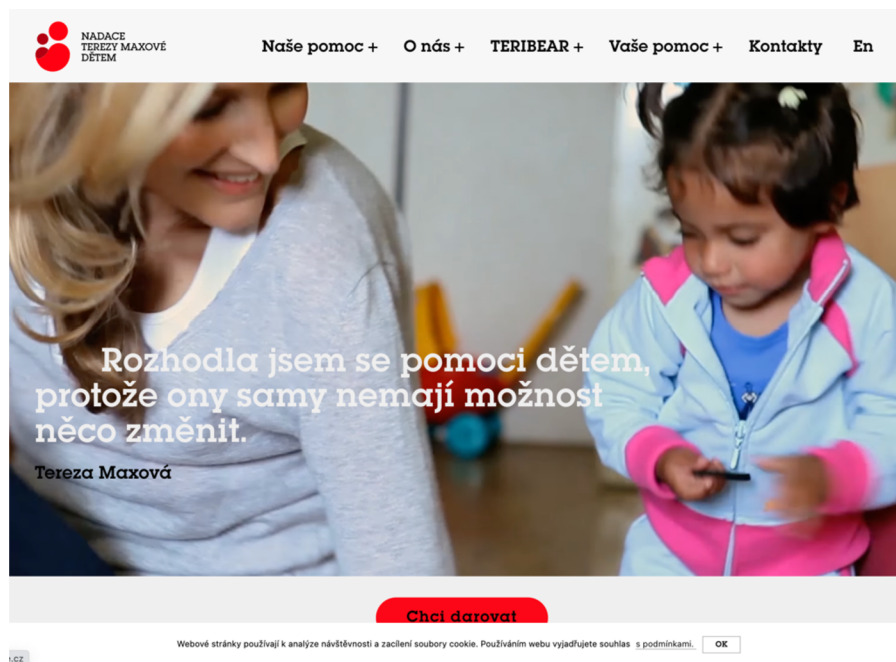 NADACE
TEREZY MAXOVÉ
DĚTEM
Naše pomoc + O nás + TERIBEAR + Vaše pomoc + Kontakty En
Rozhodla jsem se pomoci dětem,
protože ony samy nemají možnost
něco změnit.
Tereza Maxová
Chci darovat
Webové stránky používají k analýze návštěvnosti a zacílení soubory cookie. Používáním webu vyjadřujete souhlas s podmínkami. OK
.cz